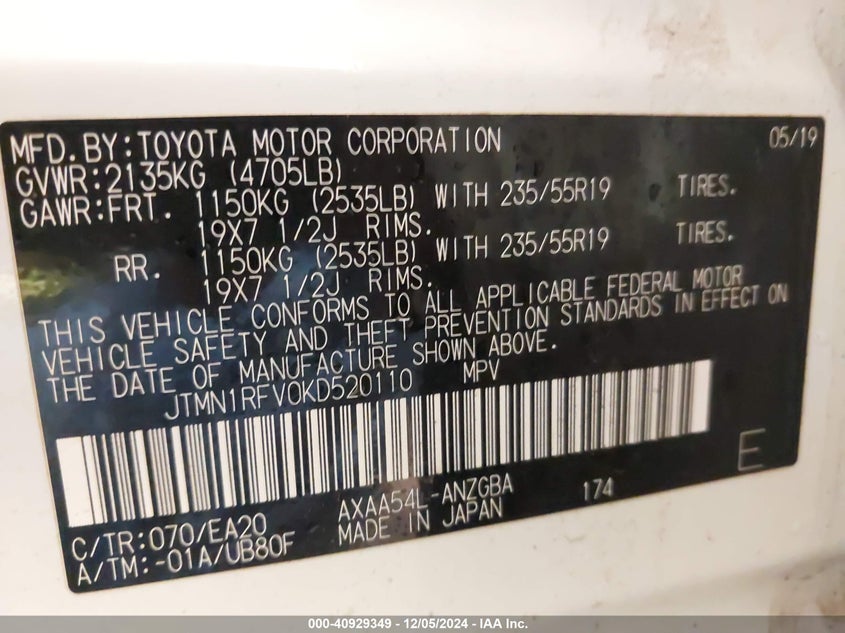 MFD. BY: TOYOTA MOTOR CORPORATION 05/19
GVWR: 2135KG (4705LB)
GAWR: FRT. 1150KG (2535LB) WITH 235/55R19 TIRES.
19X7 1/2J RIMS.
RR. 1150KG (2535LB) WITH 235/55R19 TIRES.
19X7 1/2J RIMS.
THIS VEHICLE CONFORMS TO ALL APPLICABLE FEDERAL MOTOR
VEHICLE SAFETY AND THEFT PREVENTION STANDARDS IN EFFECT ON
THE DATE OF MANUFACTURE SHOWN ABOVE.
JTMN1RFV0KD520110 MPV
E
C/TR: 070/EA20 AXAA54L-ANZGBA 174
A/TM: -01A/UB80F MADE IN JAPAN
000-40929349 - 12/05/2024 - IAA Inc.